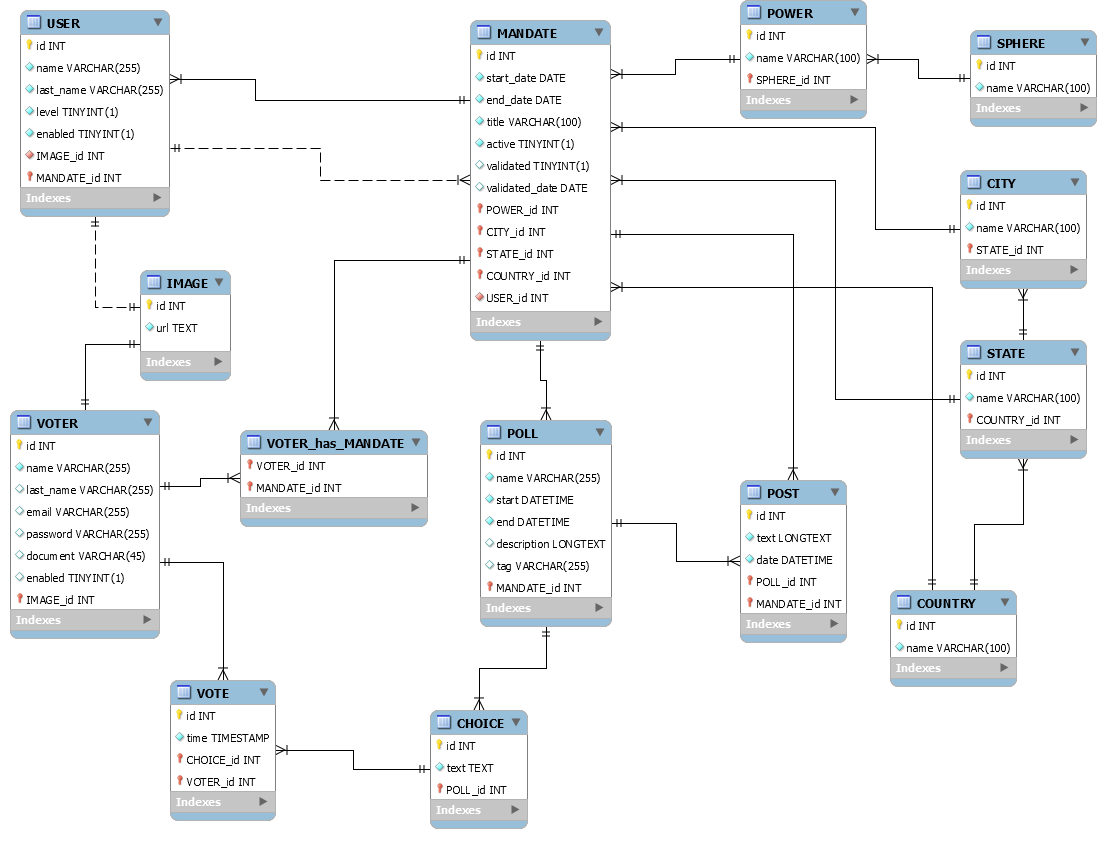 USER
id INT
name VARCHAR(255)
last_name VARCHAR(255)
level TINYINT(1)
enabled TINYINT(1)
IMAGE_id INT
MANDATE_id INT
Indexes
MANDATE
id INT
start_date DATE
end_date DATE
title VARCHAR(100)
active TINYINT(1)
validated TINYINT(1)
validated_date DATE
POWER_id INT
CITY_id INT
STATE_id INT
COUNTRY_id INT
USER_id INT
Indexes
POWER
id INT
name VARCHAR(100)
SPHERE_id INT
Indexes
SPHERE
id INT
name VARCHAR(100)
Indexes
CITY
id INT
name VARCHAR(100)
STATE_id INT
Indexes
IMAGE
id INT
url TEXT
Indexes
STATE
id INT
name VARCHAR(100)
COUNTRY_id INT
Indexes
VOTER
id INT
name VARCHAR(255)
last_name VARCHAR(255)
email VARCHAR(255)
password VARCHAR(255)
document VARCHAR(45)
enabled TINYINT(1)
IMAGE_id INT
Indexes
VOTER_has_MANDATE
VOTER_id INT
MANDATE_id INT
Indexes
POLL
id INT
name VARCHAR(255)
start DATETIME
end DATETIME
description LONGTEXT
tag VARCHAR(255)
MANDATE_id INT
Indexes
POST
id INT
text LONGTEXT
date DATETIME
POLL_id INT
MANDATE_id INT
Indexes
COUNTRY
id INT
name VARCHAR(100)
Indexes
VOTE
id INT
time TIMESTAMP
CHOICE_id INT
VOTER_id INT
Indexes
CHOICE
id INT
text TEXT
POLL_id INT
Indexes